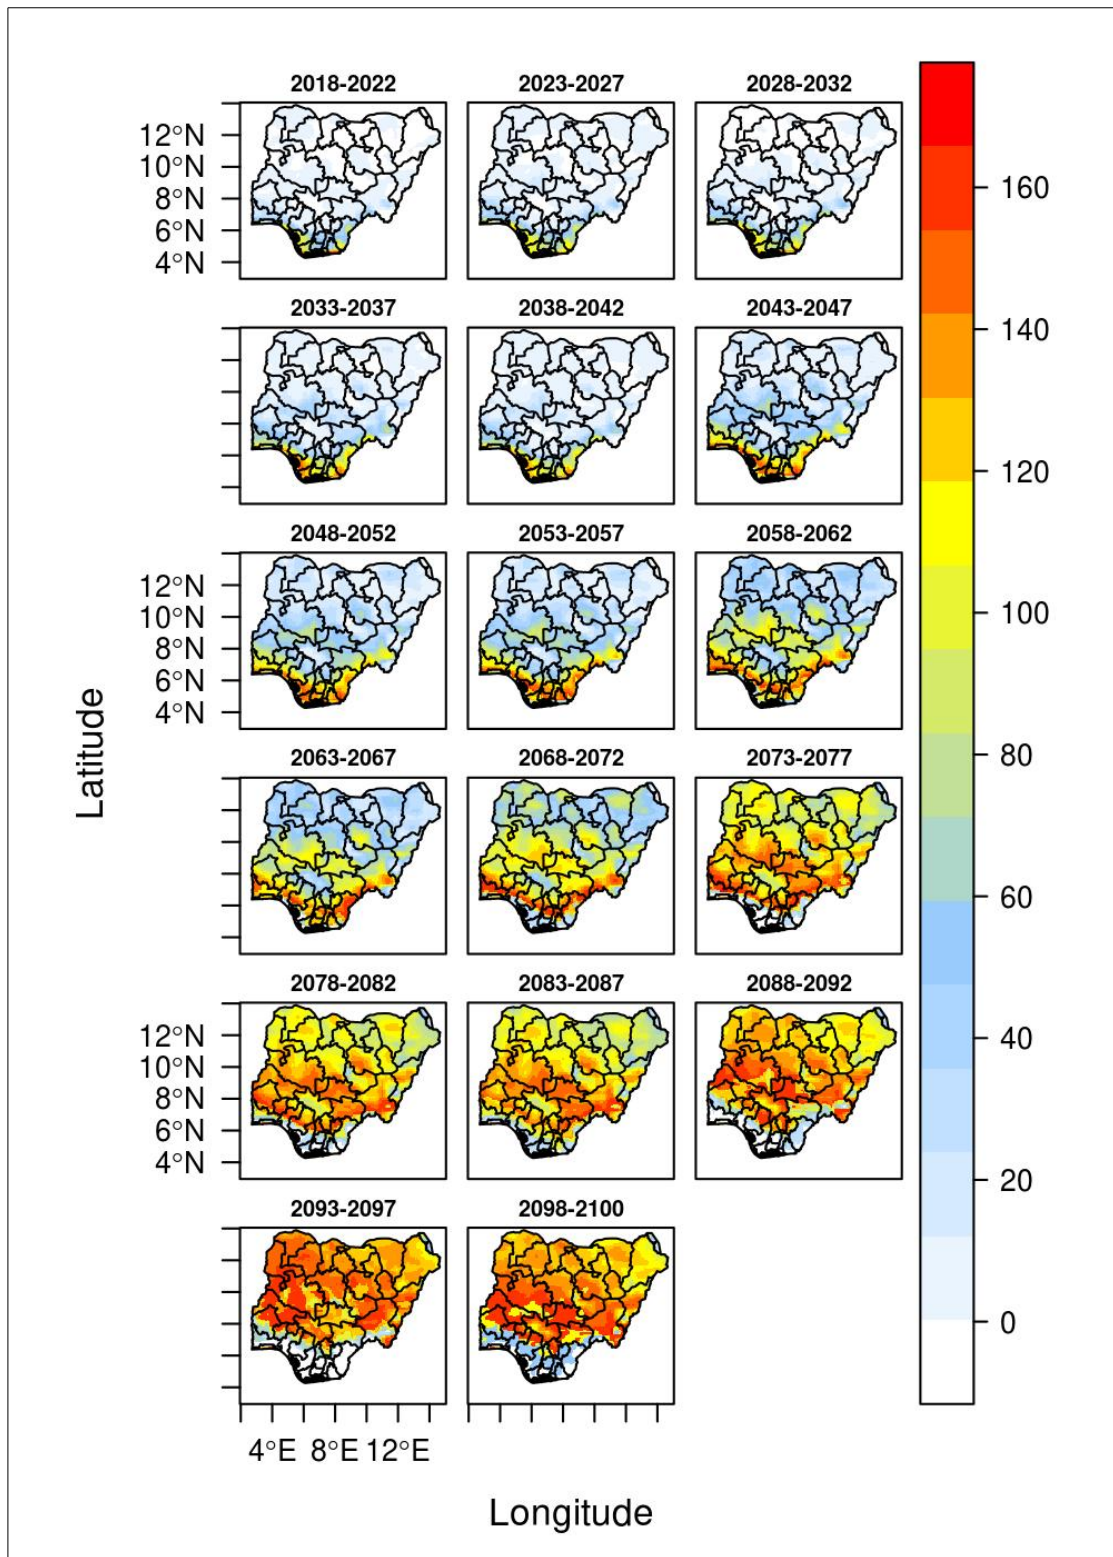 2018-2022 2023-2027 2028-2032
12°N
10°N
8°N
6°N
4°N
2033-2037 2038-2042 2043-2047
2048-2052 2053-2057 2058-2062
12°N
10°N
8°N
6°N
4°N
2063-2067 2068-2072 2073-2077
2078-2082 2083-2087 2088-2092
12°N
10°N
8°N
6°N
4°N
2093-2097 2098-2100
4°E 8°E 12°E
Latitude
Longitude
160
140
120
100
80
60
40
20
0